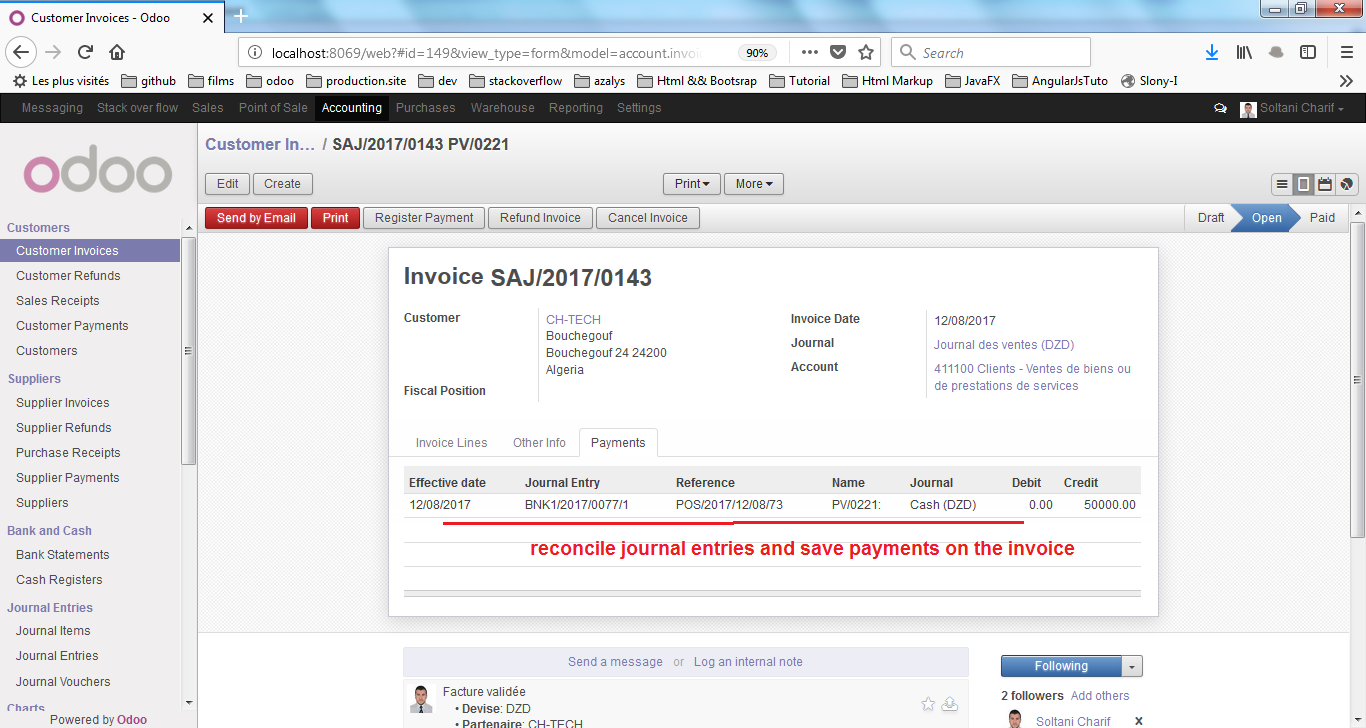 Customer Invoices - Odoo
localhost:8069/web?#id=149&view_type=form&model=account.invoi
90%
Search
Les plus visités github films odoo production.site dev stackoverflow azalys Html && Bootsrap Tutorial Html Markup JavaFX AngularJsTuto Slony-I
Messaging Stack over flow Sales Point of Sale Accounting Purchases Warehouse Reporting Settings Soltani Charif
odoo
Customers
Customer Invoices
Customer Refunds
Sales Receipts
Customer Payments
Customers
Suppliers
Supplier Invoices
Supplier Refunds
Purchase Receipts
Supplier Payments
Suppliers
Bank and Cash
Bank Statements
Cash Registers
Journal Entries
Journal Items
Journal Entries
Journal Vouchers
Charts
Powered by Odoo
Customer In... / SAJ/2017/0143 PV/0221
Edit Create Print More
Send by Email Print Register Payment Refund Invoice Cancel Invoice Draft Open Paid
Invoice SAJ/2017/0143
Customer
CH-TECH
Bouchegouf
Bouchegouf 24 24200
Algeria
Fiscal Position
Invoice Date 12/08/2017
Journal Journal des ventes (DZD)
Account 411100 Clients - Ventes de biens ou
de prestations de services
Invoice Lines Other Info Payments
Effective date Journal Entry Reference Name Journal Debit Credit
12/08/2017 BNK1/2017/0077/1 POS/2017/12/08/73 PV/0221: Cash (DZD) 0.00 50000.00
reconcile journal entries and save payments on the invoice
Send a message or Log an internal note
Facture validée
• Devise: DZD
• Partenaire: CH-TECH
Following
2 followers Add others
Soltani Charif x